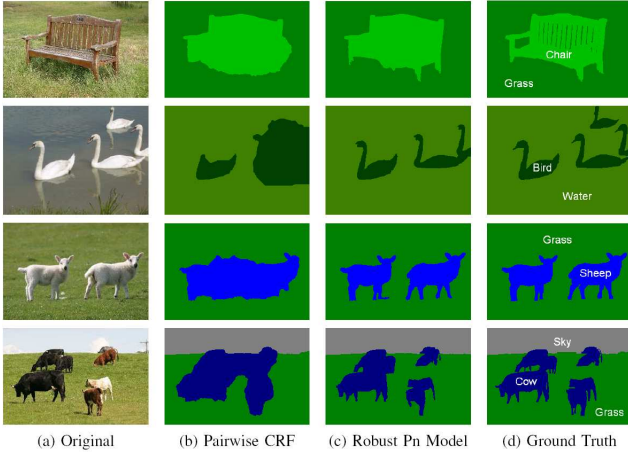 Chair
Grass
Bird
Water
Grass
Sheep
Sky
Cow
Grass
(a) Original
(b) Pairwise CRF
(c) Robust Pn Model
(d) Ground Truth